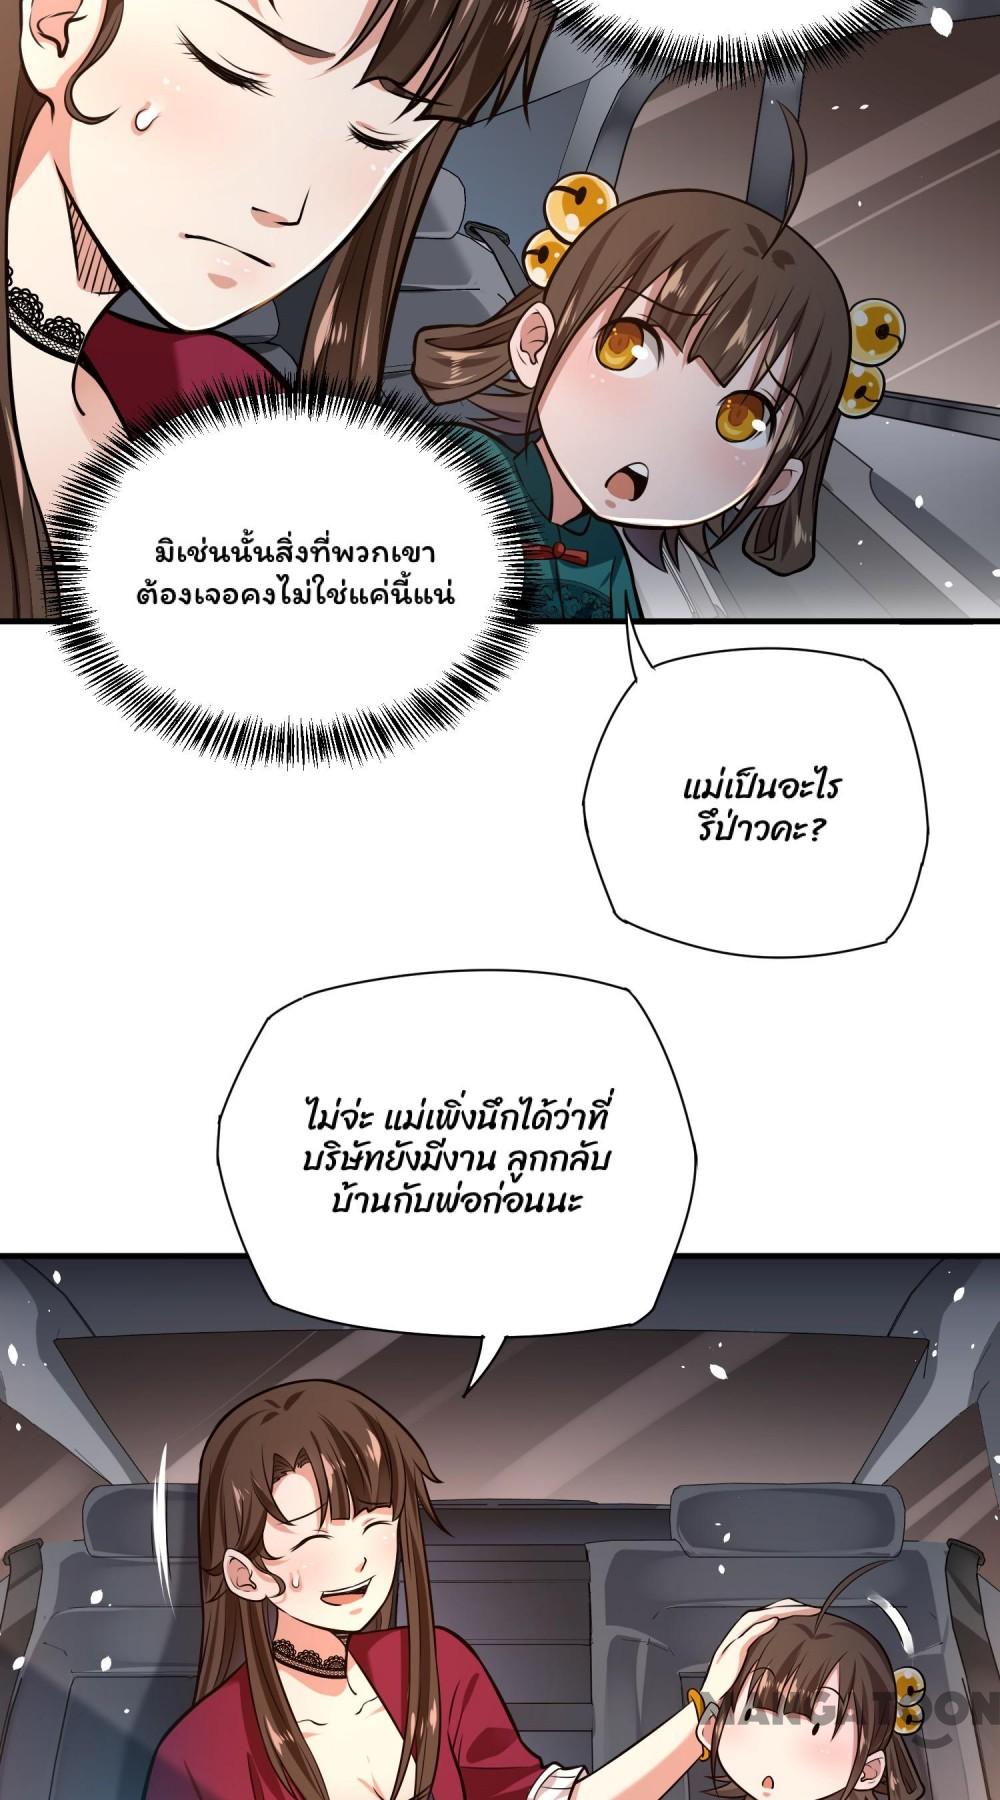 มิเช่นนั้นสิ่งที่พวกเขา
ต้องเจอคงไม่ใช่แค่นี้แน่
แม่เป็นอะไร
รึป่าวคะ?
ไม่จ่ะ แม่เพิ่งนึกได้ว่าที่
บริษัทยังมีงาน ลูกกลับ
บ้านกับพ่อก่อนนะ
MANGATOON